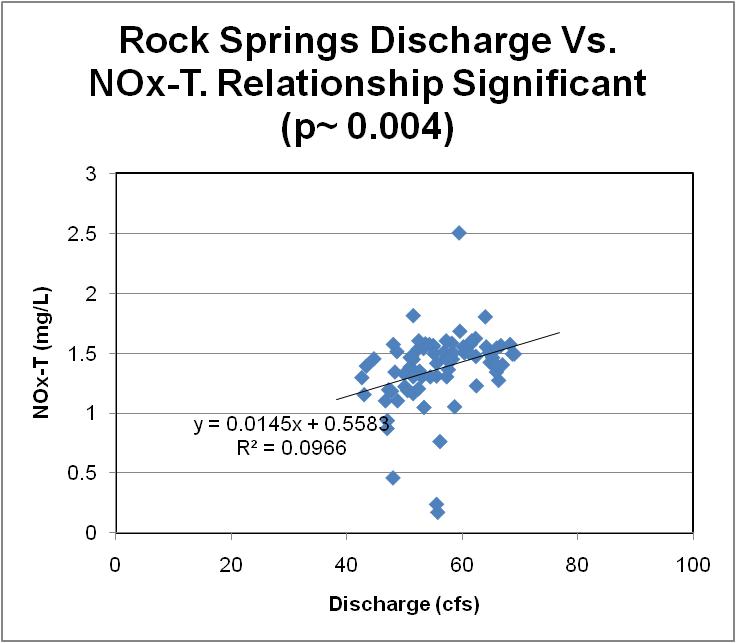 Rock Springs Discharge Vs.
NOx-T. Relationship Significant
(p~ 0.004)
3
2.5
2
1.5
1
0.5
0
NOx-T (mg/L)
y = 0.0145x + 0.5583
R² = 0.0966
0 20 40 60 80 100
Discharge (cfs)